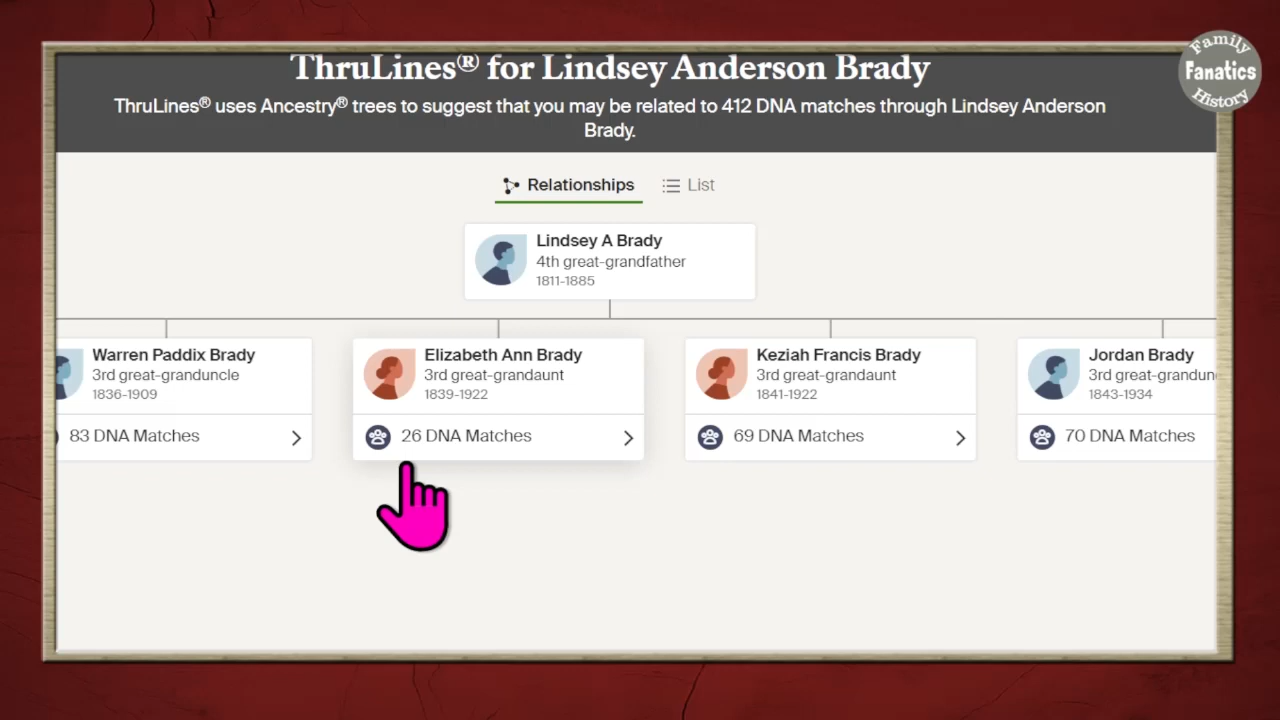 ThruLines® for Lindsey Anderson Brady
ThruLines® uses Ancestry® trees to suggest that you may be related to 412 DNA matches through Lindsey Anderson
Brady.
Family
Fanatics
History
Relationships
List
Lindsey A Brady
4th great-grandfather
1811-1885
Warren Paddix Brady
3rd great-granduncle
1836-1909
83 DNA Matches
Elizabeth Ann Brady
3rd great-grandaunt
1839-1922
26 DNA Matches
Keziah Francis Brady
3rd great-grandaunt
1841-1922
69 DNA Matches
Jordan Brady
3rd great-grandun
1843-1934
70 DNA Matches